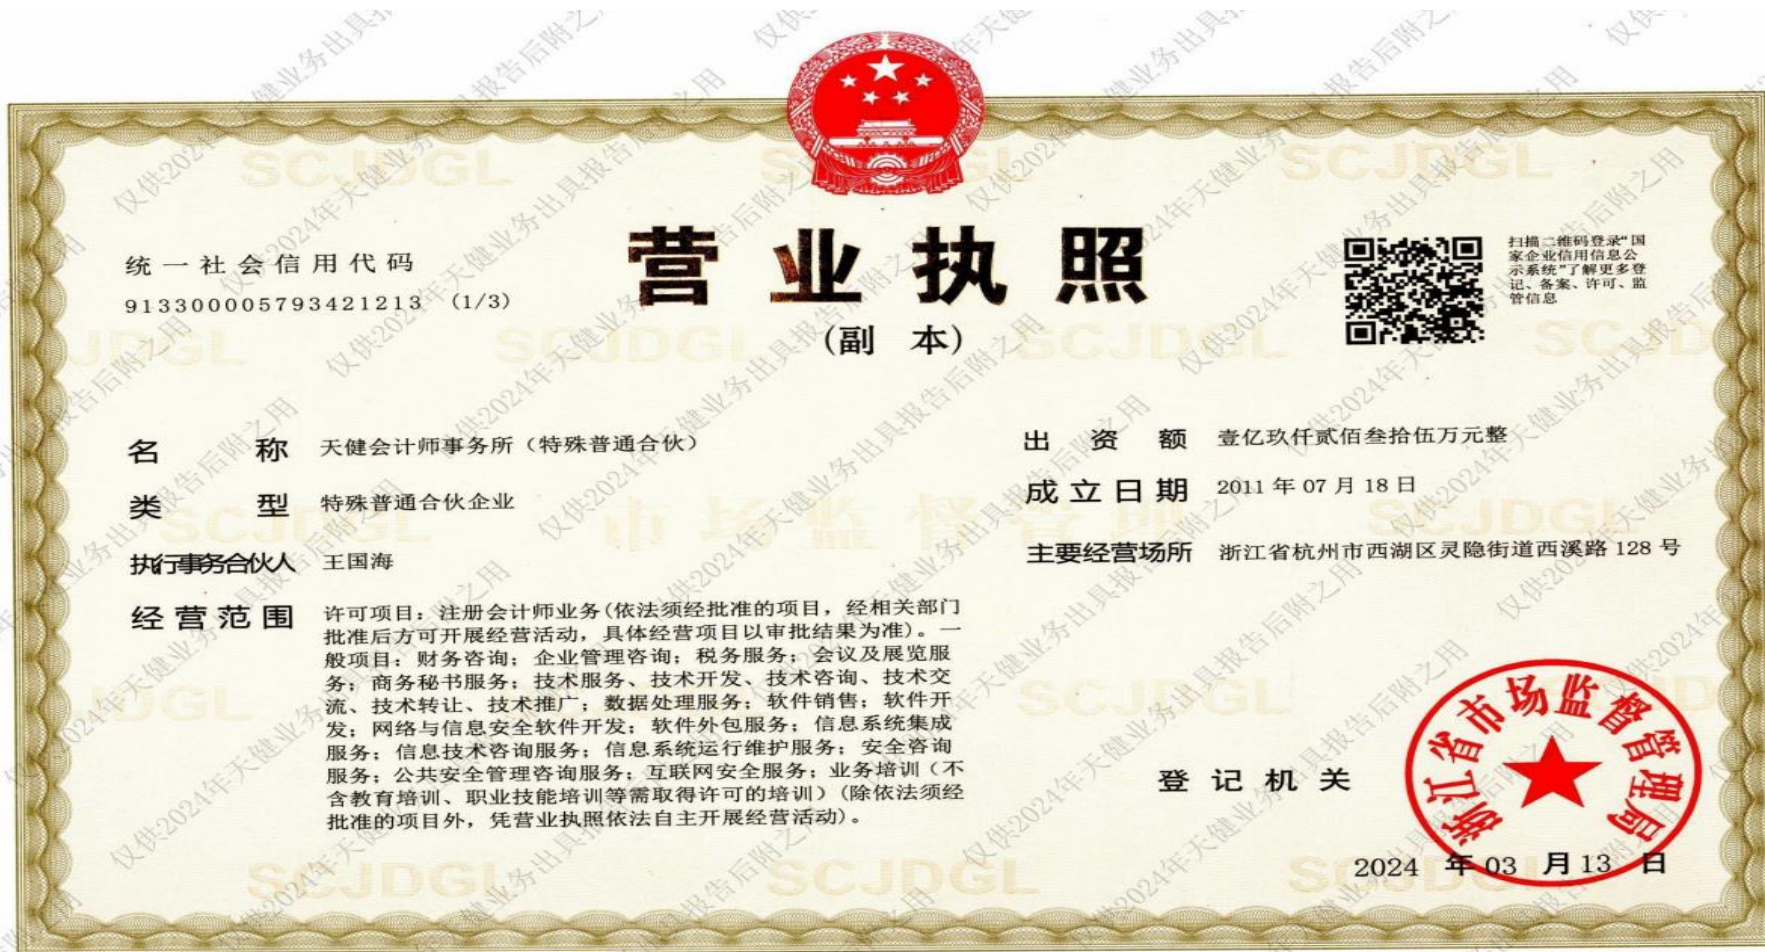 统一社会信用代码
913300005793421213 (1/3)
营业执照
(副 本)
扫描二维码登录“国
家企业信用信息公
示系统”了解更多登
记、备案、许可、监
管信息
名 称 天健会计师事务所（特殊普通合伙）
类 型 特殊普通合伙企业
执行事务合伙人 王国海
经营范围 许可项目：注册会计师业务(依法须经批准的项目，经相关部门
批准后方可开展经营活动，具体经营项目以审批结果为准)。一
般项目：财务咨询；企业管理咨询；税务服务；会议及展览服
务；商务秘书服务；技术服务、技术开发、技术咨询、技术交
流、技术转让、技术推广；数据处理服务；软件销售；软件开
发；网络与信息安全软件开发；软件外包服务；信息系统集成
服务；信息技术咨询服务；信息系统运行维护服务；安全咨询
服务；公共安全管理咨询服务；互联网安全服务；业务培训（不
含教育培训、职业技能培训等需取得许可的培训）(除依法须经
批准的项目外，凭营业执照依法自主开展经营活动)。
出 资 额 壹亿玖仟贰佰叁拾伍万元整
成立日期 2011 年 07 月 18 日
主要经营场所 浙江省杭州市西湖区灵隐街道西溪路 128 号
登记机关
浙江省市场监督管理局
2024 年 03 月 13 日
SCJDGL
市场监督管理
仅供2024年天健业务出具报告后附之用